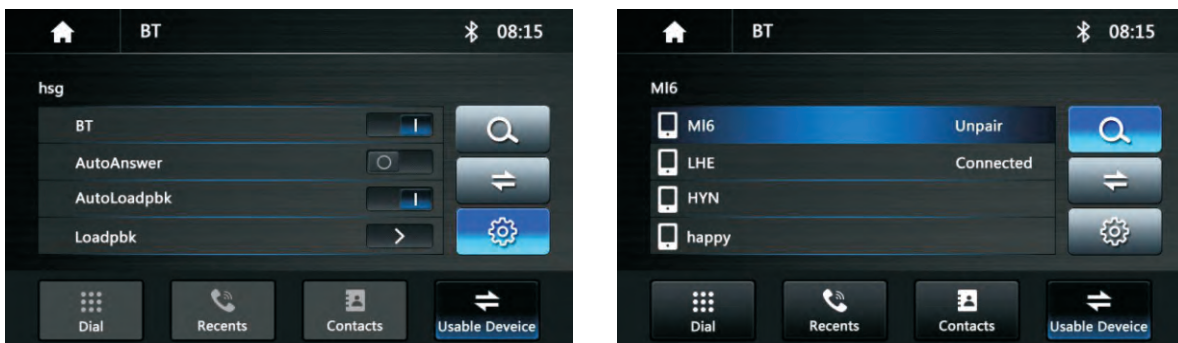 BT 08:15
hsg
BT
AutoAnswer
AutoLoadpbk
Loadpbk
Dial Recents Contacts Usable Deveice
BT 08:15
MI6
MI6 Unpair
LHE Connected
HYN
happy
Dial Recents Contacts Usable Deveice